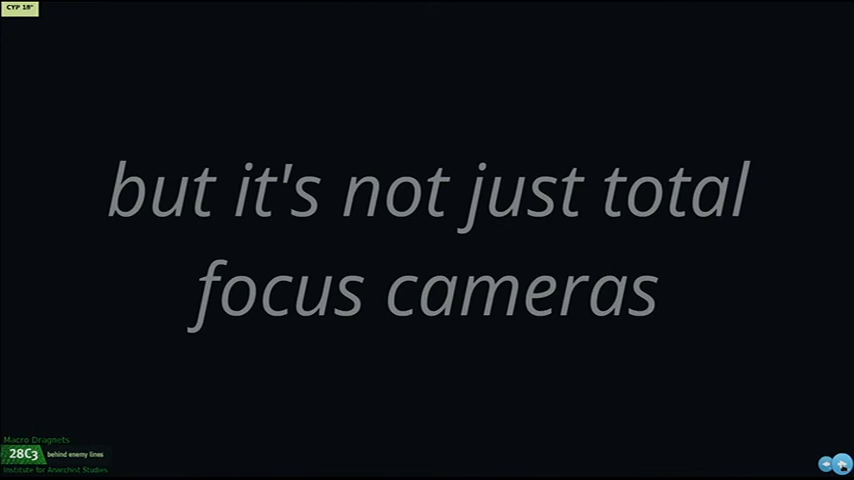 CYP 18"
but it's not just total
focus cameras
Macro Dragnets
28C3 behind enemy lines
Institute for Anarchist Studies